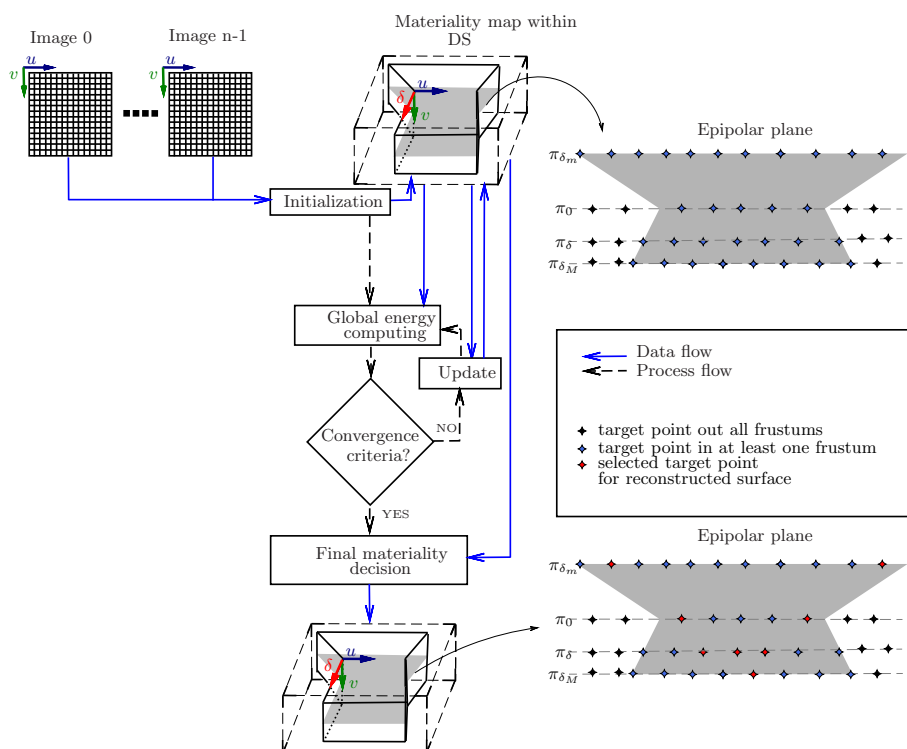 Image 0
Image n-1
Materiality map within
DS
u
v
u
v
u
δ
v
Epipolar plane
π_{δ_m}
π_0
π_δ
π_{δ_M}
Initialization
Global energy
computing
Update
Convergence
criteria?
NO
YES
Final materiality
decision
Data flow
Process flow
target point out all frustums
target point in at least one frustum
selected target point
for reconstructed surface
Epipolar plane
π_{δ_m}
π_0
π_δ
π_{δ_M}
u
δ
v